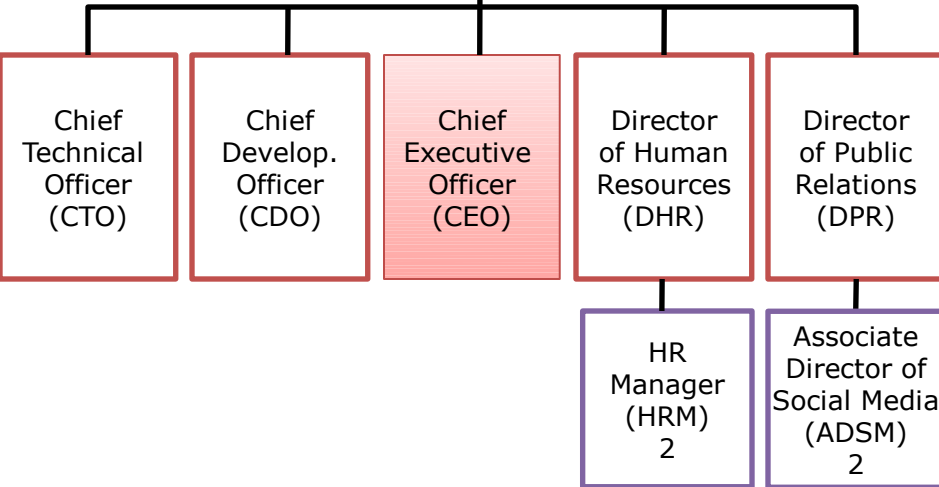 Chief
Technical
Officer
(CTO)
Chief
Develop.
Officer
(CDO)
Chief
Executive
Officer
(CEO)
Director
of Human
Resources
(DHR)
Director
of Public
Relations
(DPR)
HR
Manager
(HRM)
2
Associate
Director of
Social Media
(ADSM)
2